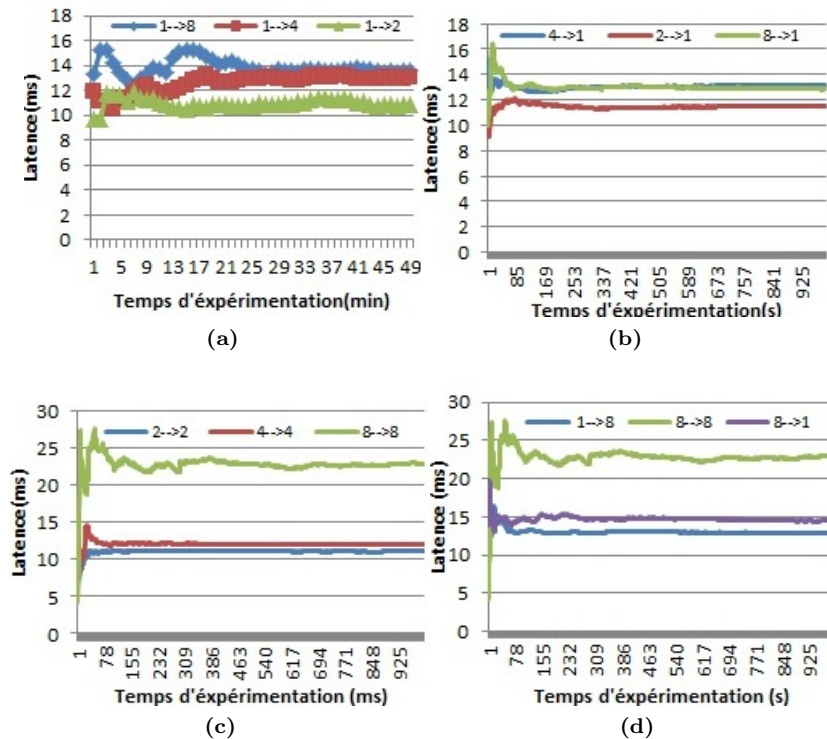 1-->8 1-->4 1-->2
18
16
14
12
10
8
6
4
2
0
Latence(ms)
1 5 9 13 17 21 25 29 33 37 41 45 49
Temps d'éxpérimentation(min)
(a)
4-->1 2-->1 8-->1
18
16
14
12
10
8
6
4
2
0
Latence(ms)
1 85 169 253 337 421 505 589 673 757 841 925
Temps d'éxpérimentation(s)
(b)
2-->2 4-->4 8-->8
30
25
20
15
10
5
0
Latence(ms)
1 78 155 232 309 386 463 540 617 694 771 848 925
Temps d'éxpérimentation (ms)
(c)
1-->8 8-->8 8-->1
30
25
20
15
10
5
0
Latence (ms)
1 78 155 232 309 386 463 540 617 694 771 848 925
Temps d'éxpérimentation (s)
(d)